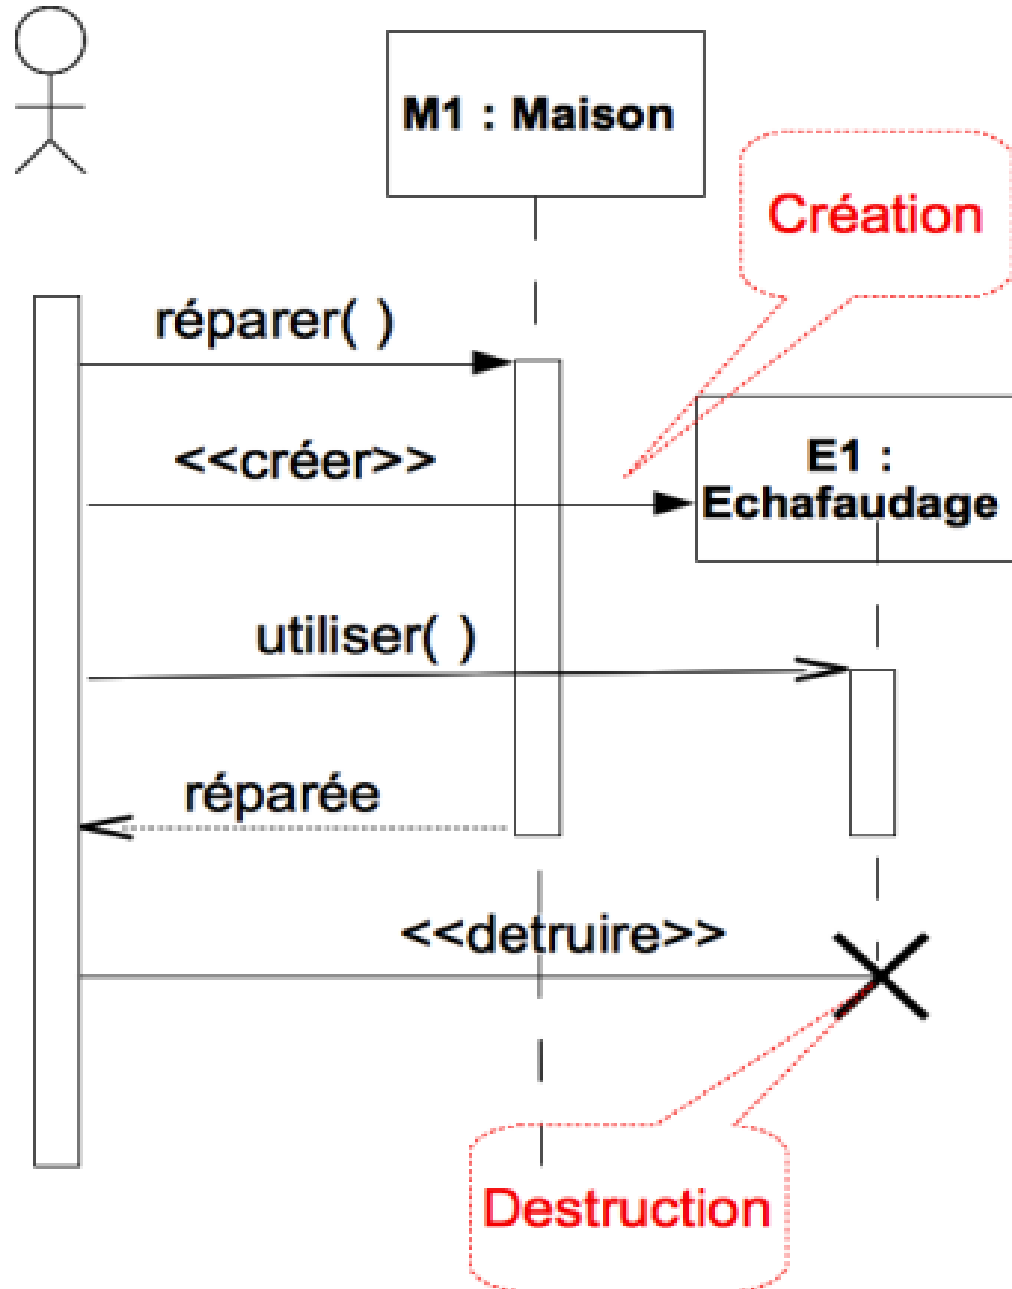 M1 : Maison
Création
réparer( )
<<créer>>
E1 :
Echafaudage
utiliser( )
réparée
<<detruire>>
Destruction